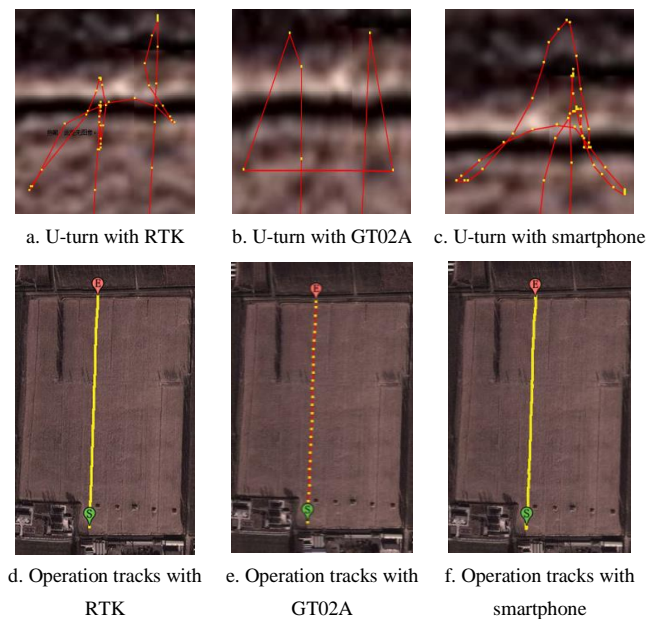 a. U-turn with RTK
b. U-turn with GT02A
c. U-turn with smartphone
E
E
E
S
S
S
d. Operation tracks with
RTK
e. Operation tracks with
GT02A
f. Operation tracks with
smartphone